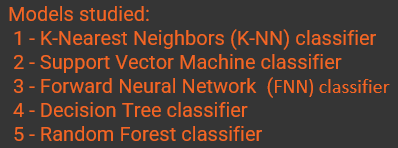 Models studied:
1 - K-Nearest Neighbors (K-NN) classifier
2 - Support Vector Machine classifier
3 - Forward Neural Network (FNN) classifier
4 - Decision Tree classifier
5 - Random Forest classifier